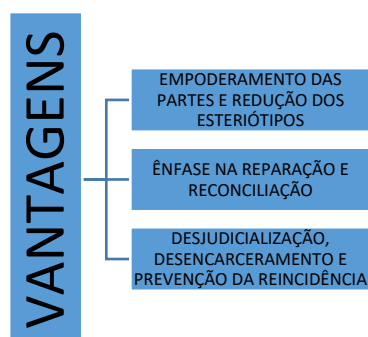 VANTAGENS
EMPODERAMENTO DAS
PARTES E REDUÇÃO DOS
ESTERIÓTIPOS
ÊNFASE NA REPARAÇÃO E
RECONCILIAÇÃO
DESJUDICIALIZAÇÃO,
DESENCARCERAMENTO E
PREVENÇÃO DA REINCIDÊNCIA